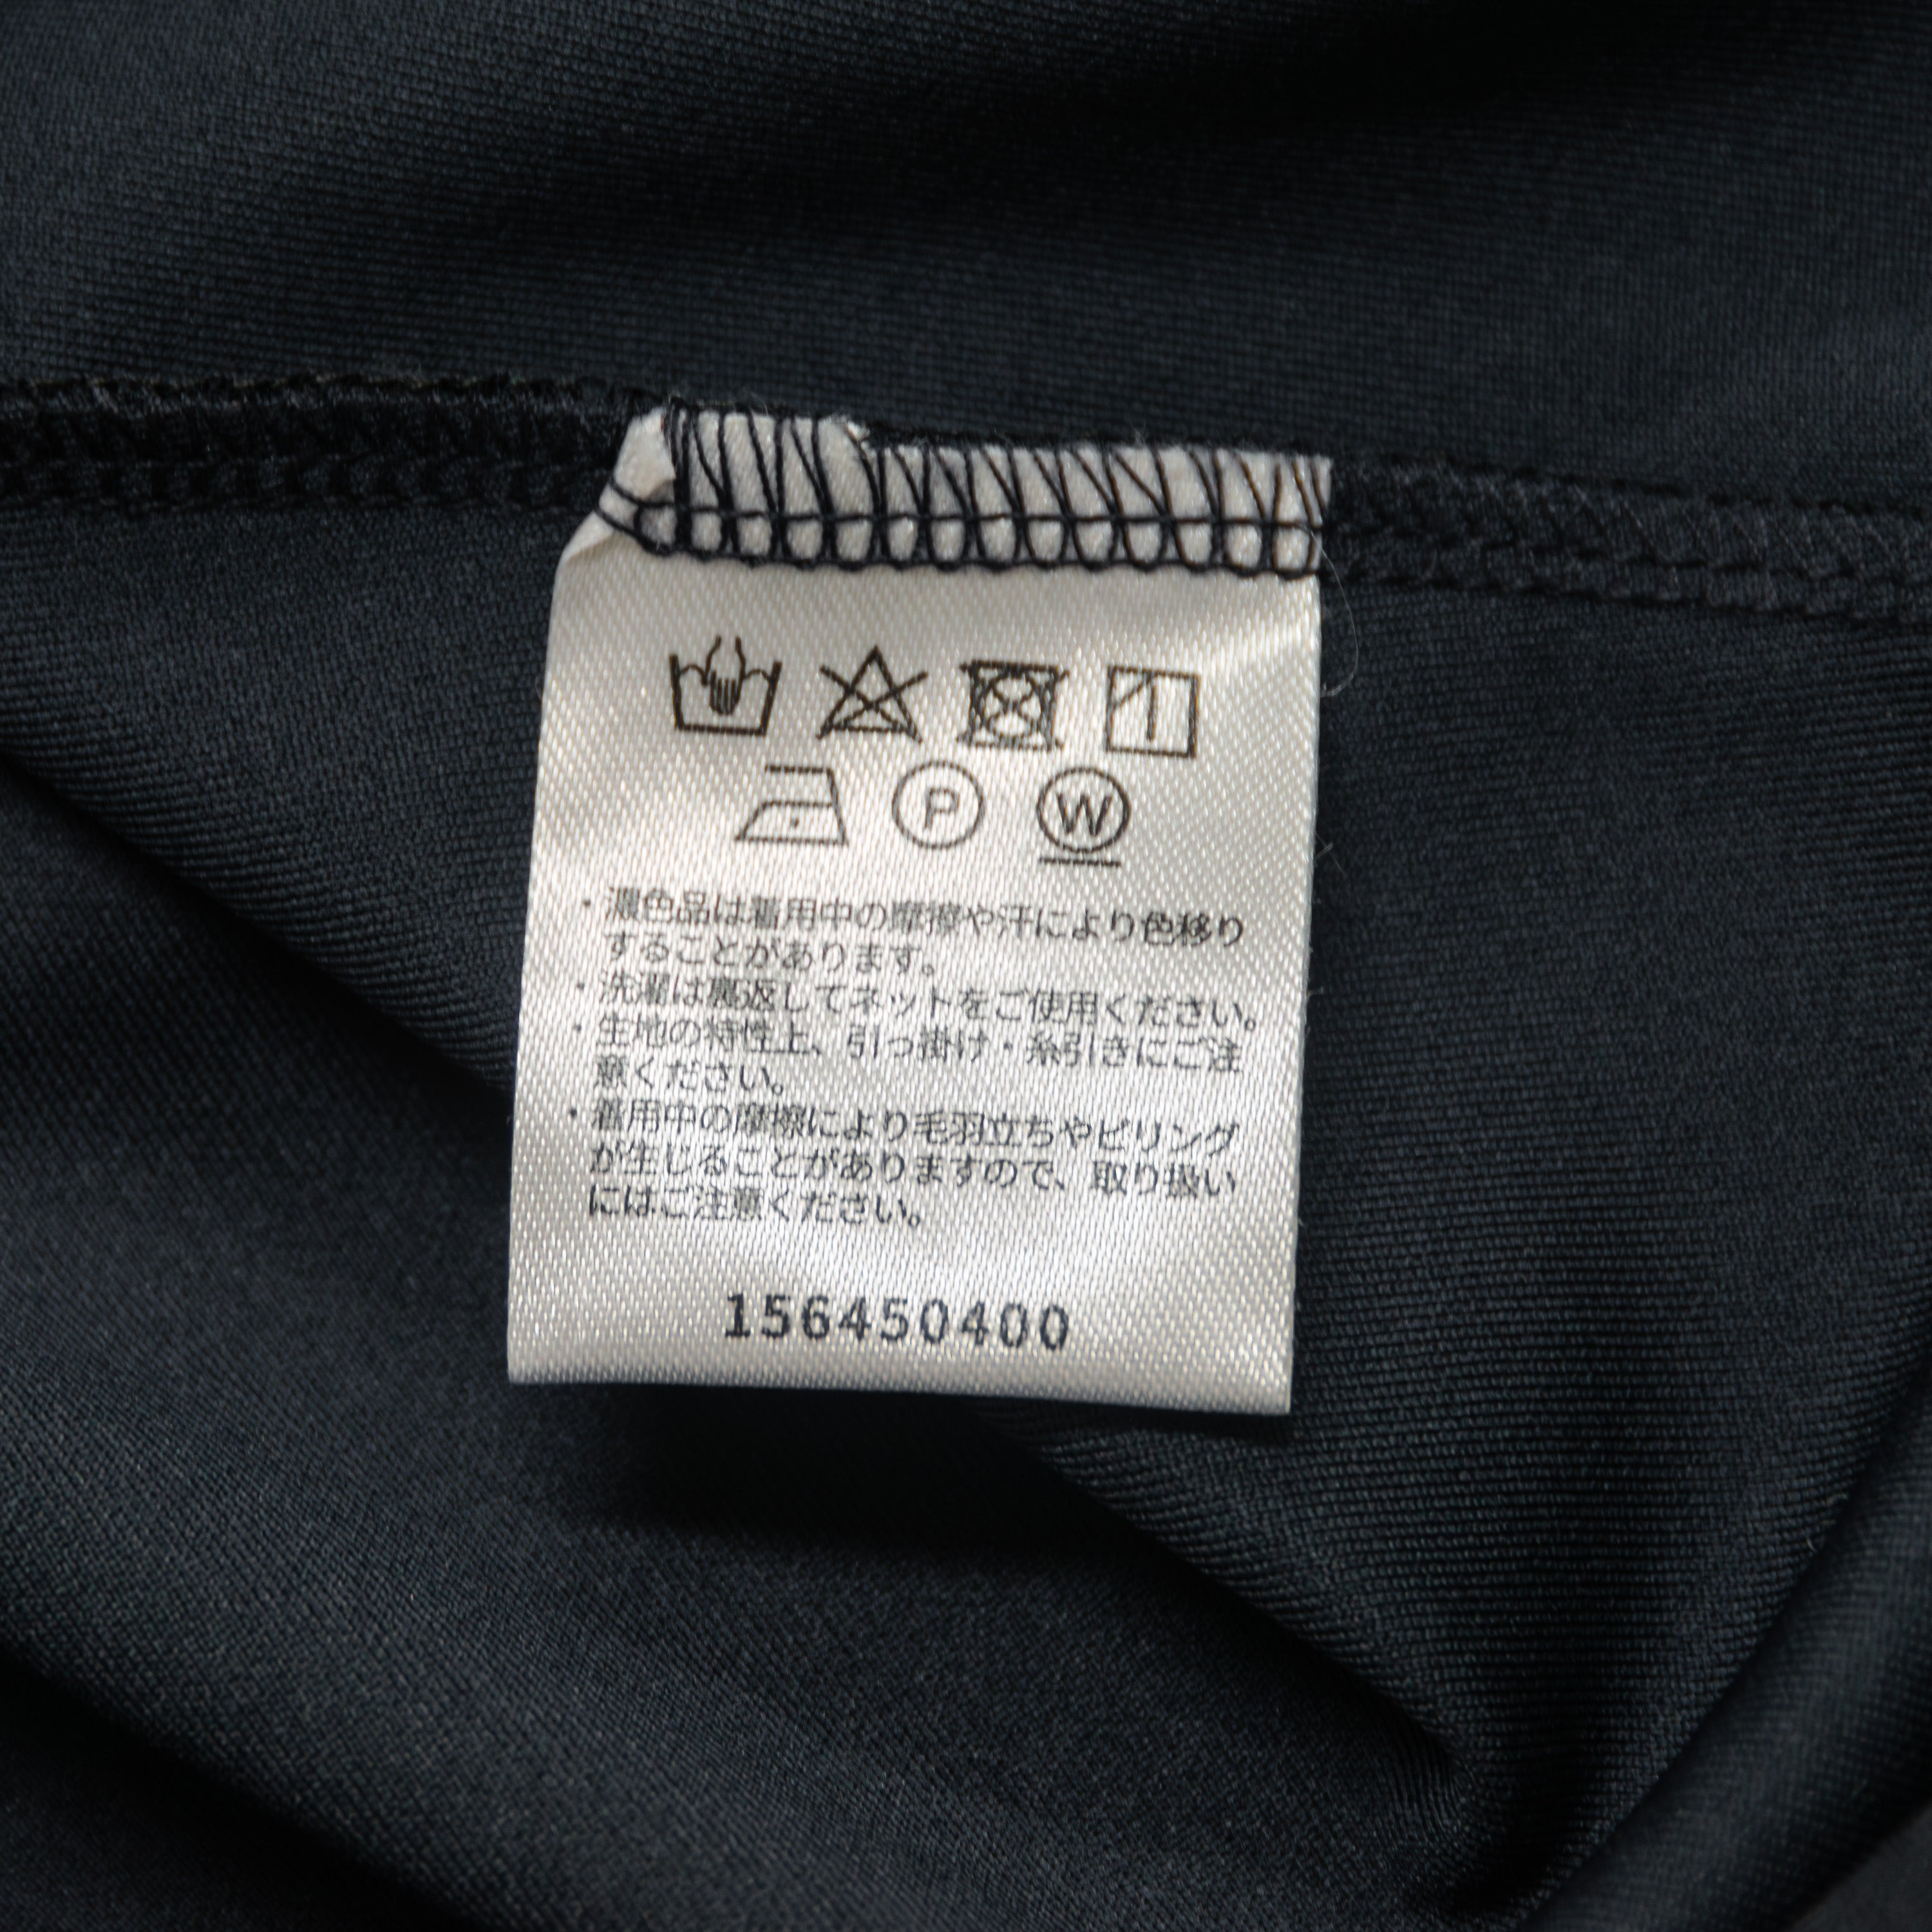 P W
・濃色品は着用中の摩擦や汗により色移り
することがあります。
・洗濯は裏返してネットをご使用ください。
・生地の特性上、引っ掛け・糸引きにご注
意ください。
・着用中の摩擦により毛羽立ちやピリング
が生じることがありますので、取り扱い
にはご注意ください。
156450400